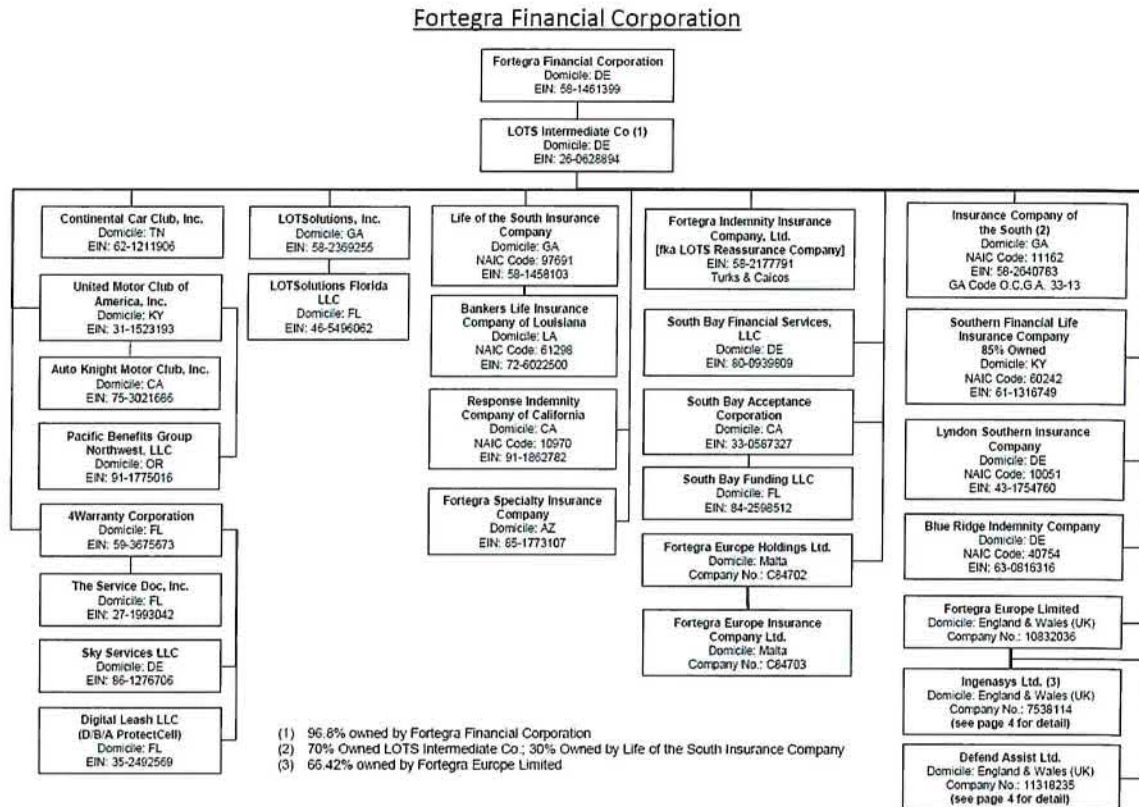 Fortegra Financial Corporation
Fortegra Financial Corporation
Domicile: DE
EIN: 58-1461399
LOTS Intermediate Co (1)
Domicile: DE
EIN: 26-0628894
Continental Car Club, Inc.
Domicile: TN
EIN: 62-1211906
United Motor Club of
America, Inc.
Domicile: KY
EIN: 31-1523193
Auto Knight Motor Club, Inc.
Domicile: CA
EIN: 75-3021686
Pacific Benefits Group
Northwest, LLC
Domicile: OR
EIN: 91-1775016
4Warranty Corporation
Domicile: FL
EIN: 59-3675673
The Service Doc, Inc.
Domicile: FL
EIN: 27-1993042
Sky Services LLC
Domicile: DE
EIN: 86-1276706
Digital Leash LLC
(D/B/A ProtectCell)
Domicile: FL
EIN: 35-2492569
LOTSolutions, Inc.
Domicile: GA
EIN: 58-2369255
LOTSolutions Florida
LLC
Domicile: FL
EIN: 46-5496062
Life of the South Insurance
Company
Domicile: GA
NAIC Code: 97691
EIN: 58-1458103
Bankers Life Insurance
Company of Louisiana
Domicile: LA
NAIC Code: 61298
EIN: 72-6022500
Response Indemnity
Company of California
Domicile: CA
NAIC Code: 10970
EIN: 91-1862782
Fortegra Specialty Insurance
Company
Domicile: AZ
EIN: 85-1773107
Fortegra Indemnity Insurance
Company, Ltd.
[fka LOTS Reassurance Company]
EIN: 58-2177791
Turks & Caicos
South Bay Financial Services,
LLC
Domicile: DE
EIN: 80-0939809
South Bay Acceptance
Corporation
Domicile: CA
EIN: 33-0587327
South Bay Funding LLC
Domicile: FL
EIN: 84-2598512
Fortegra Europe Holdings Ltd.
Domicile: Malta
Company No.: C84702
Fortegra Europe Insurance
Company Ltd.
Domicile: Malta
Company No.: C84703
Insurance Company of
the South (2)
Domicile: GA
NAIC Code: 11162
EIN: 58-2640783
GA Code O.C.G.A. 33-13
Southern Financial Life
Insurance Company
85% Owned
Domicile: KY
NAIC Code: 60242
EIN: 61-1316749
Lyndon Southern Insurance
Company
Domicile: DE
NAIC Code: 10051
EIN: 43-1754760
Blue Ridge Indemnity Company
Domicile: DE
NAIC Code: 40754
EIN: 63-0816316
Fortegra Europe Limited
Domicile: England & Wales (UK)
Company No.: 10832036
Ingenasys Ltd. (3)
Domicile: England & Wales (UK)
Company No.: 7538114
(see page 4 for detail)
Defend Assist Ltd.
Domicile: England & Wales (UK)
Company No.: 11318235
(see page 4 for detail)
(1) 96.8% owned by Fortegra Financial Corporation
(2) 70% Owned LOTS Intermediate Co.; 30% Owned by Life of the South Insurance Company
(3) 66.42% owned by Fortegra Europe Limited